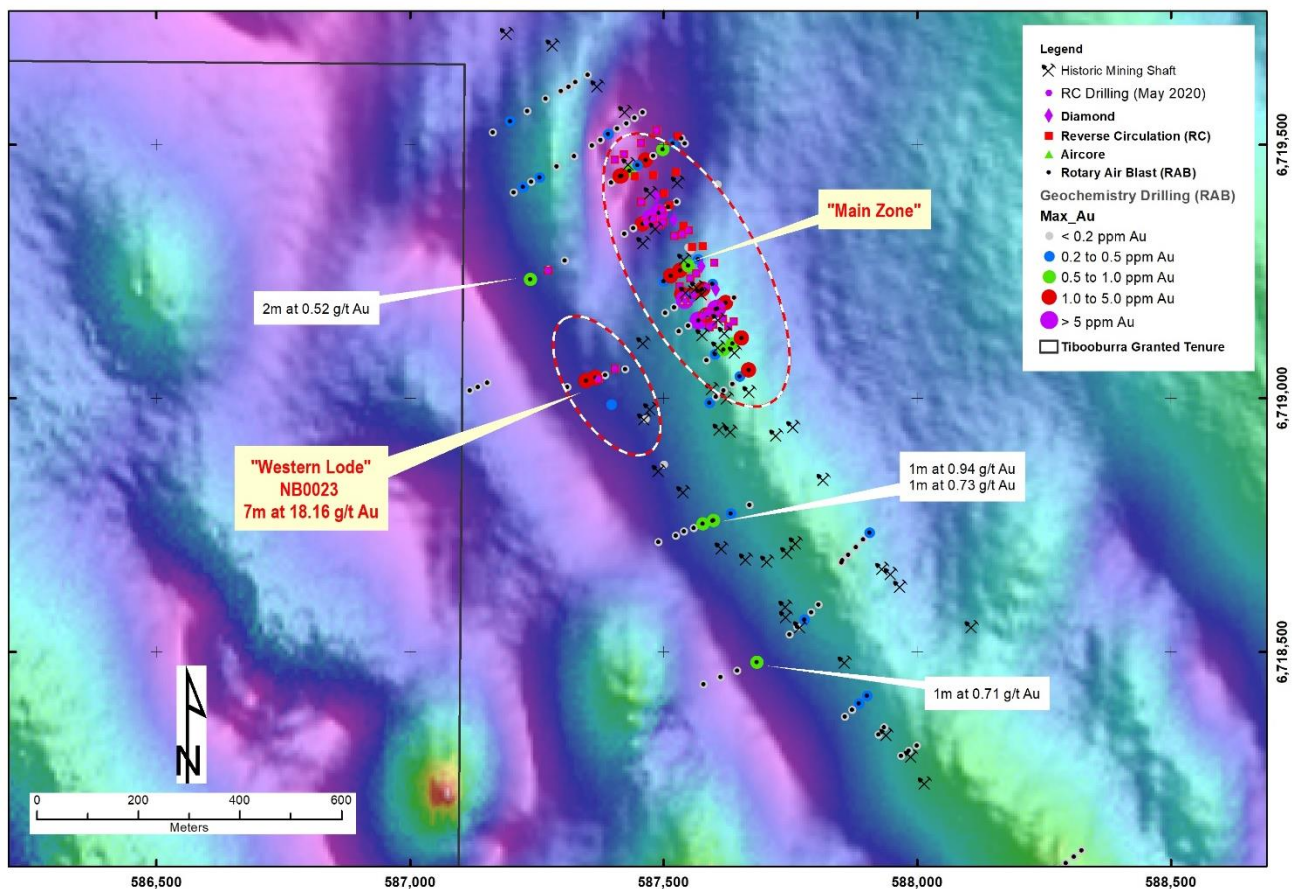 Legend
Historic Mining Shaft
RC Drilling (May 2020)
Diamond
Reverse Circulation (RC)
Aircore
Rotary Air Blast (RAB)
Geochemistry Drilling (RAB)
Max_Au
< 0.2 ppm Au
0.2 to 0.5 ppm Au
0.5 to 1.0 ppm Au
1.0 to 5.0 ppm Au
> 5 ppm Au
Tibooburra Granted Tenure
"Main Zone"
2m at 0.52 g/t Au
"Western Lode"
NB0023
7m at 18.16 g/t Au
1m at 0.94 g/t Au
1m at 0.73 g/t Au
1m at 0.71 g/t Au
6,719,500
6,719,000
6,718,500
N
0 200 400 600
Meters
586,500 587,000 587,500 588,000 588,500